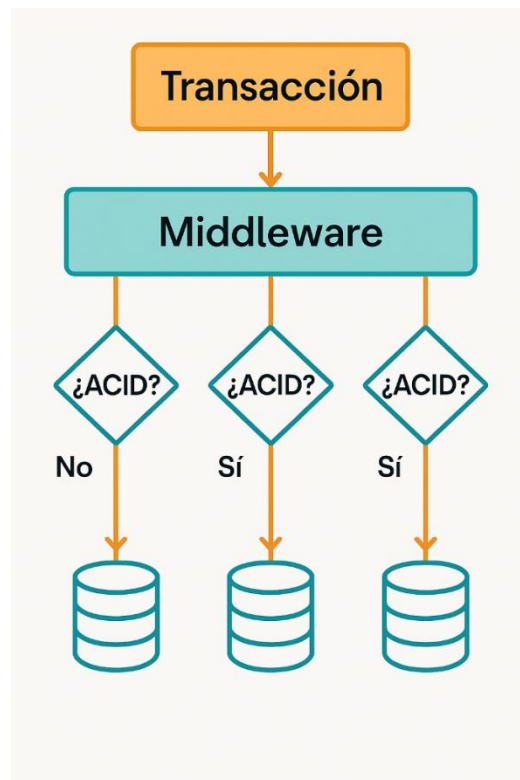 Transacción
Middleware
¿ACID?
¿ACID?
¿ACID?
No
Sí
Sí